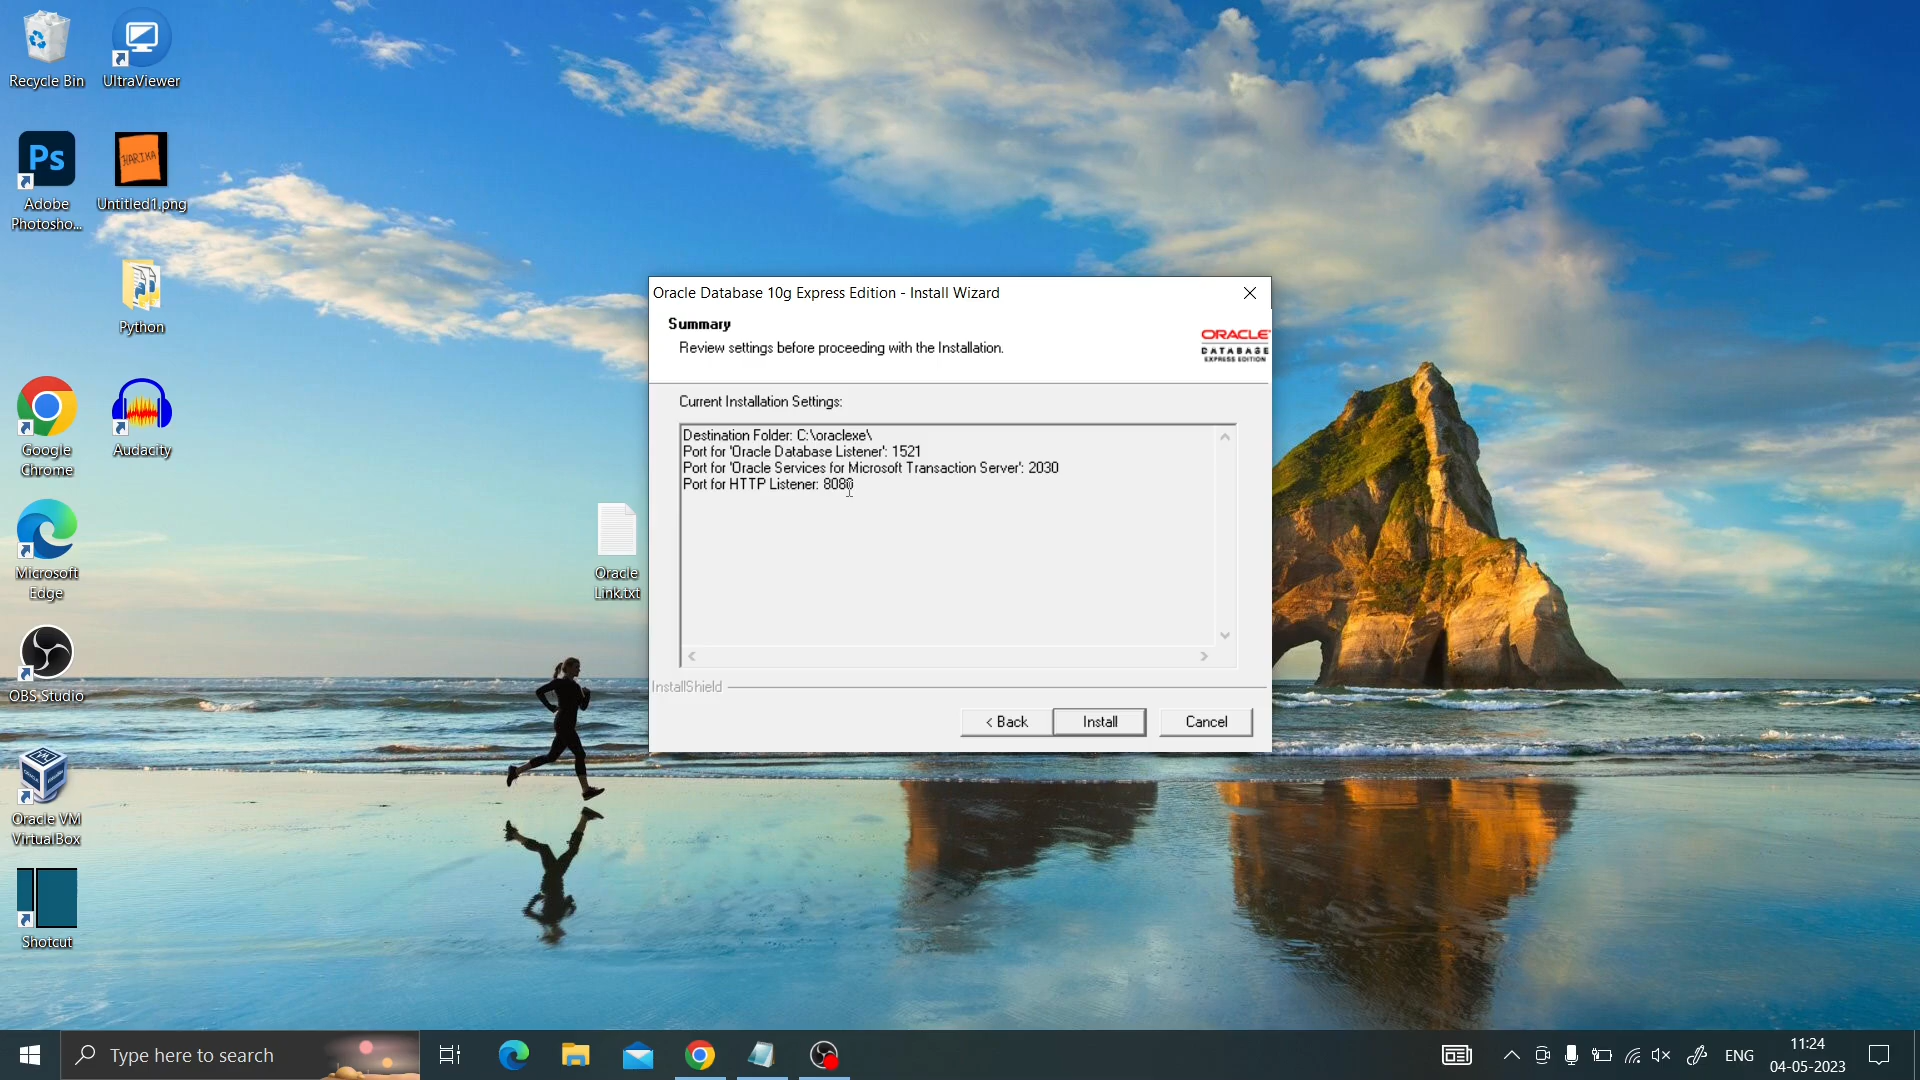 Recycle Bin
UltraViewer
Ps
Adobe
Photosho...
HARIKA
Untitled1.png
Python
Google
Chrome
Audacity
Microsoft
Edge
OBS Studio
Oracle VM
VirtualBox
Shotcut
Oracle
Link.txt
Oracle Database 10g Express Edition - Install Wizard
Summary
Review settings before proceeding with the Installation.
ORACLE
DATABASE
EXPRESS EDITION
Current Installation Settings:
Destination Folder: C:\oraclexe\
Port for 'Oracle Database Listener': 1521
Port for 'Oracle Services for Microsoft Transaction Server': 2030
Port for HTTP Listener: 8080
InstallShield
< Back
Install
Cancel
Type here to search
ENG
11:24
04-05-2023